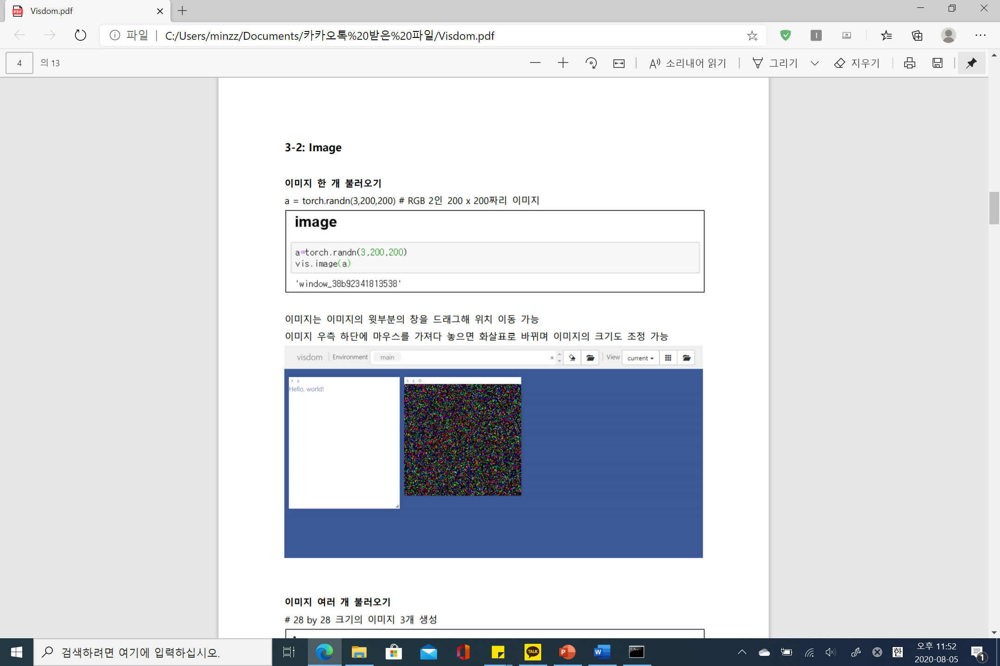 Visdom.pdf
파일 | C:/Users/minzz/Documents/카카오톡%20받은%20파일/Visdom.pdf
4 의 13
소리내어 읽기
그리기
지우기
3-2: Image
이미지 한 개 불러오기
a = torch.randn(3,200,200) # RGB 2인 200 x 200짜리 이미지
image
a=torch.randn(3,200,200)
vis.image(a)
'window_38b92341813538'
이미지는 이미지의 윗부분의 창을 드래그해 위치 이동 가능
이미지 우측 하단에 마우스를 가져다 놓으면 화살표로 바뀌며 이미지의 크기도 조정 가능
visdom Environment main × View current
Hello, world!
이미지 여러 개 불러오기
# 28 by 28 크기의 이미지 3개 생성
검색하려면 여기에 입력하십시오.
TALK
한
오후 11:52
2020-08-05
1